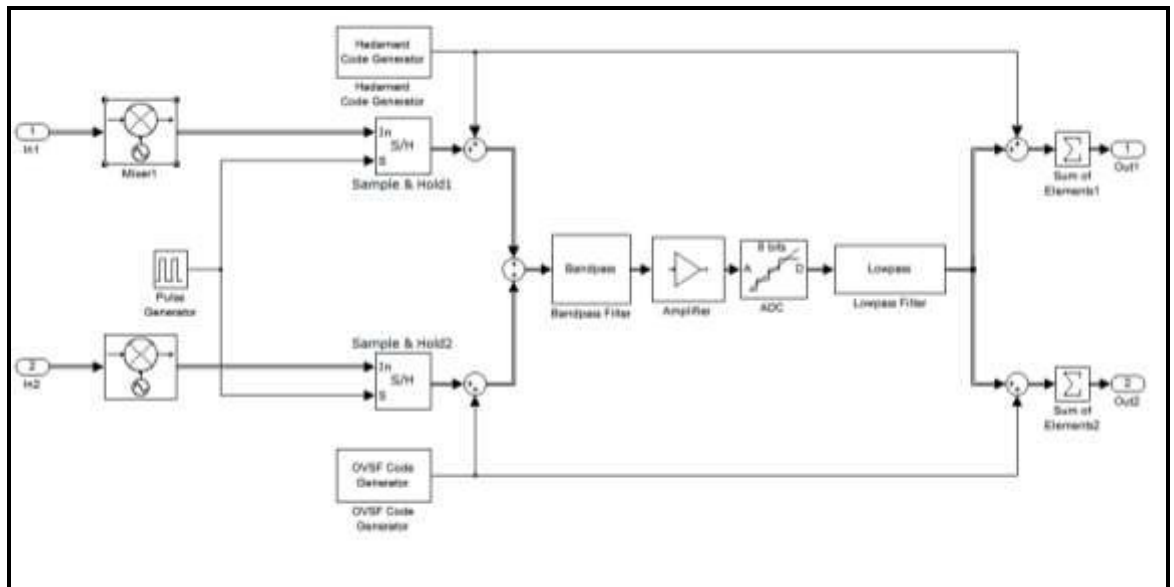 Hadamard
Code Generator
Hadamard
Code Generator
1
In1
Mixer1
In
S/H
S
Sample & Hold1
1
Out1
Sum of
Elements1
Pulse
Generator
Bandpass
Bandpass Filter
Amplifier
8 bits
A
D
ADC
Lowpass
Lowpass Filter
Sample & Hold2
2
In2
In
S/H
S
2
Out2
Sum of
Elements2
OVSF Code
Generator
OVSF Code
Generator